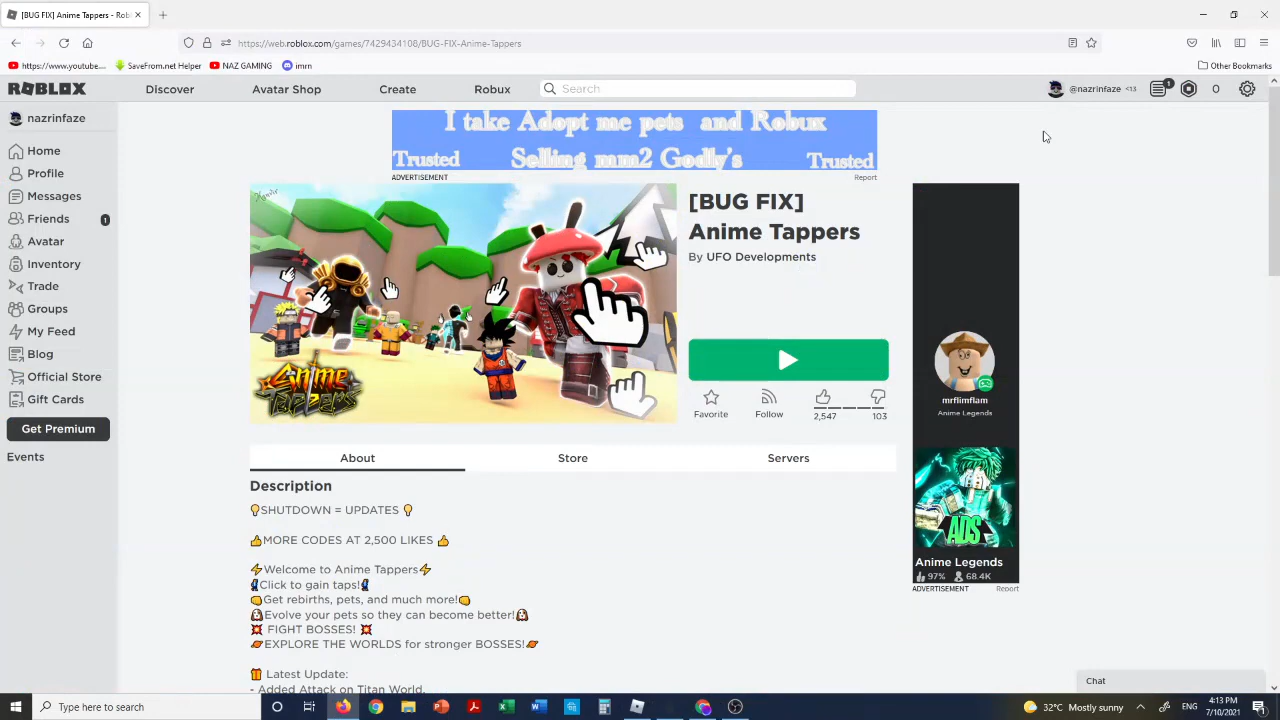 [BUG FIX] Anime Tappers - Robl
https://web.roblox.com/games/7429434108/BUG-FIX-Anime-Tappers
https://www.youtube....
SaveFrom.net Helper
NAZ GAMING
imrn
Other Bookmarks
ROBLOX
Discover
Avatar Shop
Create
Robux
Search
@nazrinfaze <13
1
0
nazrinfaze
Home
Profile
Messages
Friends 1
Avatar
Inventory
Trade
Groups
My Feed
Blog
Official Store
Gift Cards
Get Premium
Events
I take Adopt me pets and Robux
Trusted Selling mm2 Godly's Trusted
ADVERTISEMENT Report
Anime
Tappers
[BUG FIX]
Anime Tappers
By UFO Developments
Favorite
Follow
2,547
103
About
Store
Servers
Description
SHUTDOWN = UPDATES
MORE CODES AT 2,500 LIKES
Welcome to Anime Tappers
Click to gain taps!
Get rebirths, pets, and much more!
Evolve your pets so they can become better!
FIGHT BOSSES!
EXPLORE THE WORLDS for stronger BOSSES!
Latest Update:
- Added Attack on Titan World.
mrflimflam
Anime Legends
ADS
Anime Legends
97% 68.4K
ADVERTISEMENT Report
Chat
Type here to search
32°C Mostly sunny
ENG
4:13 PM
7/10/2021